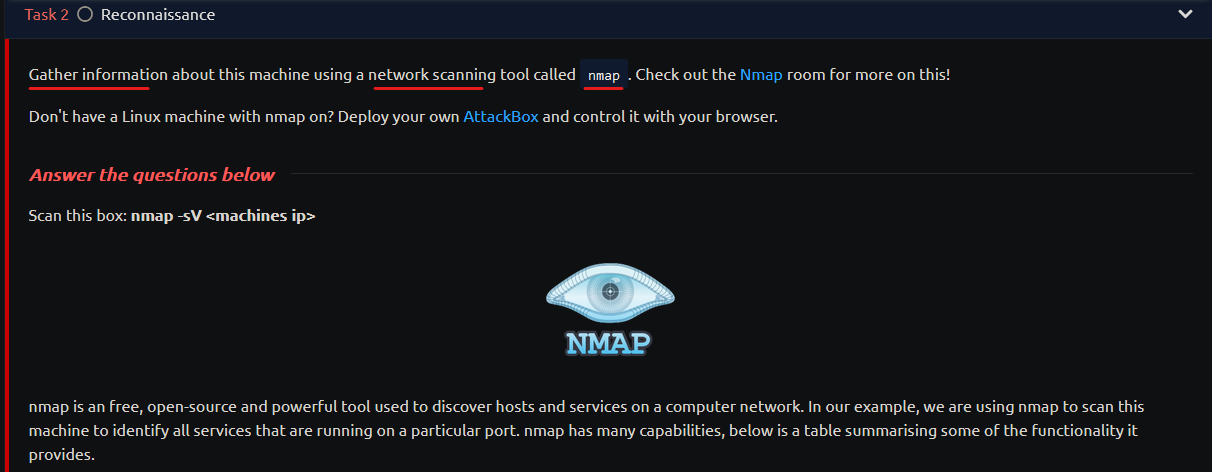 Task 2 Reconnaissance
Gather information about this machine using a network scanning tool called nmap. Check out the Nmap room for more on this!
Don't have a Linux machine with nmap on? Deploy your own AttackBox and control it with your browser.
Answer the questions below
Scan this box: nmap -sV <machines ip>
NMAP
nmap is an free, open-source and powerful tool used to discover hosts and services on a computer network. In our example, we are using nmap to scan this
machine to identify all services that are running on a particular port. nmap has many capabilities, below is a table summarising some of the functionality it
provides.